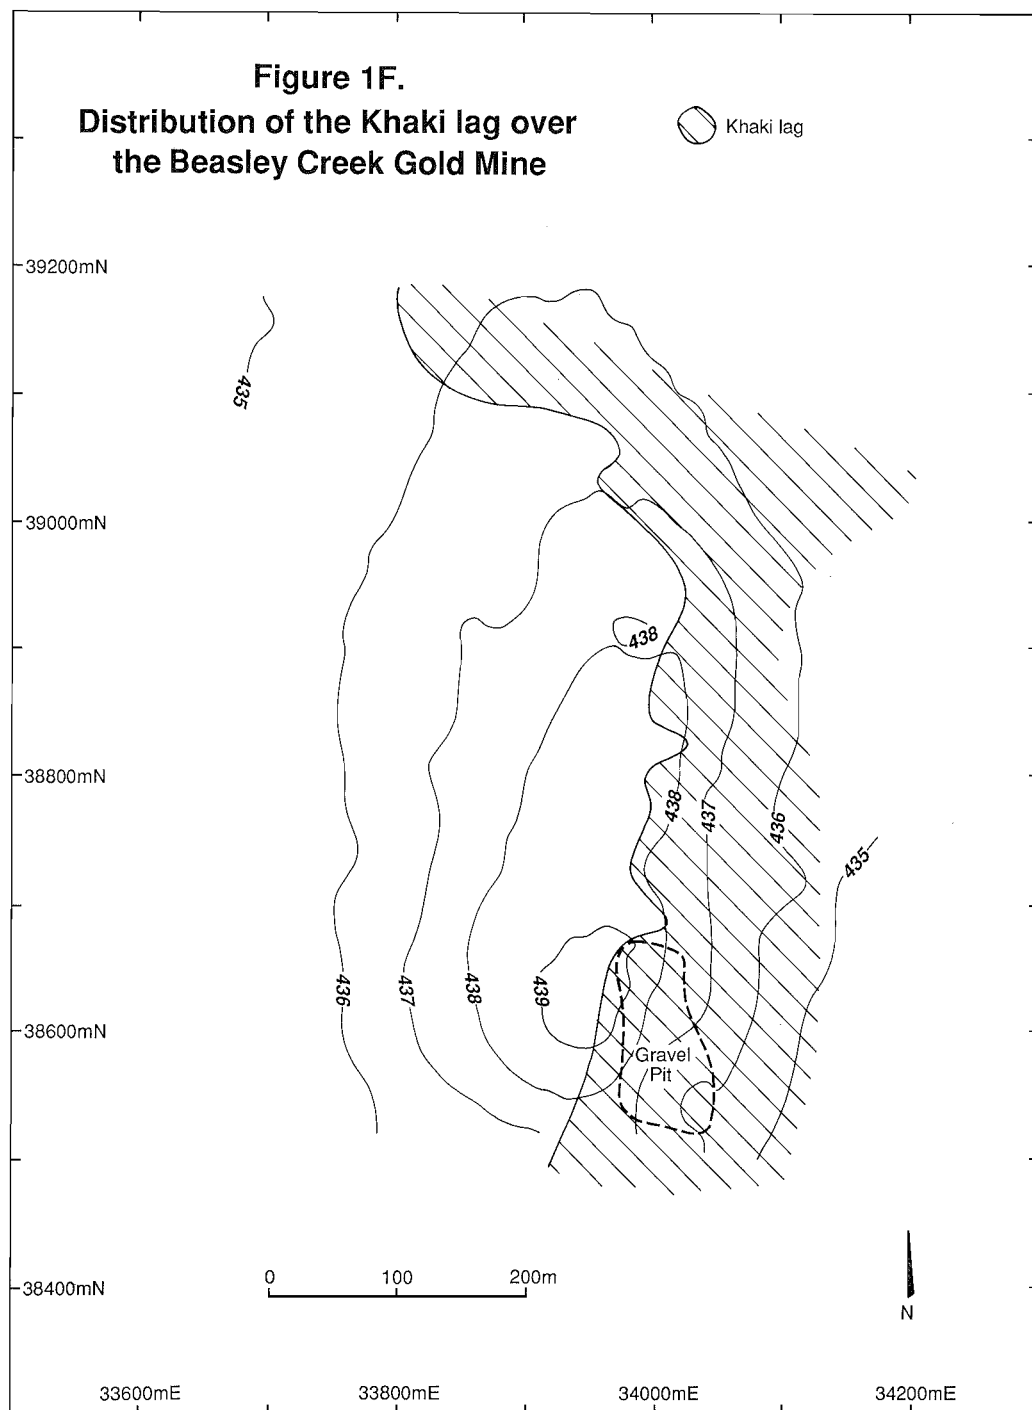 Figure 1F.
Distribution of the Khaki lag over
the Beasley Creek Gold Mine
Khaki lag
39200mN
435
39000mN
438
38800mN
438
437
436
435
436
437
438
439
38600mN
Gravel
Pit
38400mN
0 100 200m
N
33600mE 33800mE 34000mE 34200mE